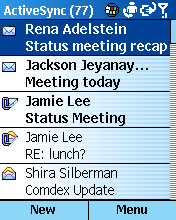 ActiveSync (77)
Rena Adelstein
Status meeting recap
Jackson Jeyanay...
Meeting today
Jamie Lee
Status Meeting
Jamie Lee
RE: lunch?
Shira Silberman
Comdex Update
New Menu